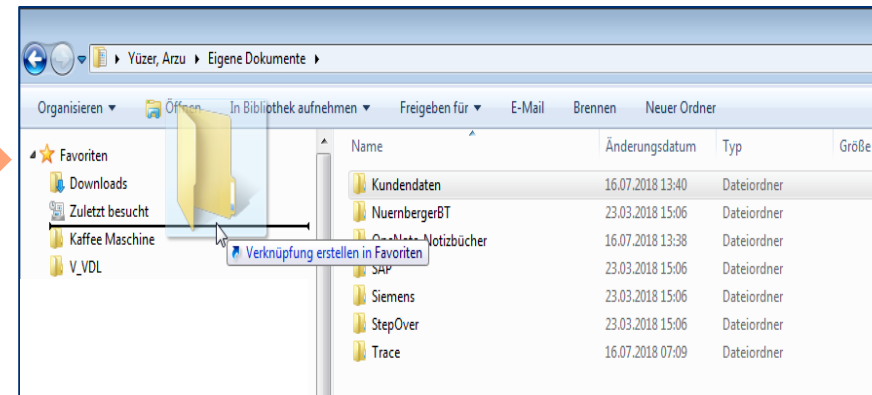 Yüzer, Arzu Eigene Dokumente
Organisieren Öffnen In Bibliothek aufnehmen Freigeben für E-Mail Brennen Neuer Ordner
Favoriten
Downloads
Zuletzt besucht
Kaffee Maschine
V_VDL
Verknüpfung erstellen in Favoriten
Name Änderungsdatum Typ Größe
Kundendaten 16.07.2018 13:40 Dateiordner
NuernbergerBT 23.03.2018 15:06 Dateiordner
OneNote-Notizbücher 16.07.2018 13:38 Dateiordner
SAP 23.03.2018 15:06 Dateiordner
Siemens 23.03.2018 15:06 Dateiordner
StepOver 23.03.2018 15:06 Dateiordner
Trace 16.07.2018 07:09 Dateiordner